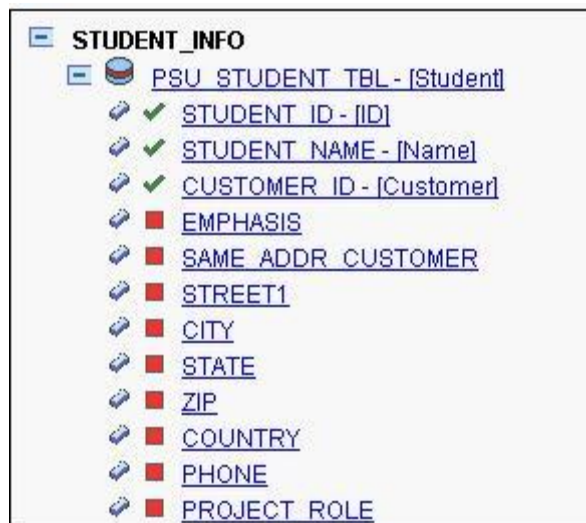 STUDENT_INFO
PSU_STUDENT_TBL - [Student]
STUDENT_ID - [ID]
STUDENT_NAME - [Name]
CUSTOMER_ID - [Customer]
EMPHASIS
SAME_ADDR_CUSTOMER
STREET1
CITY
STATE
ZIP
COUNTRY
PHONE
PROJECT_ROLE